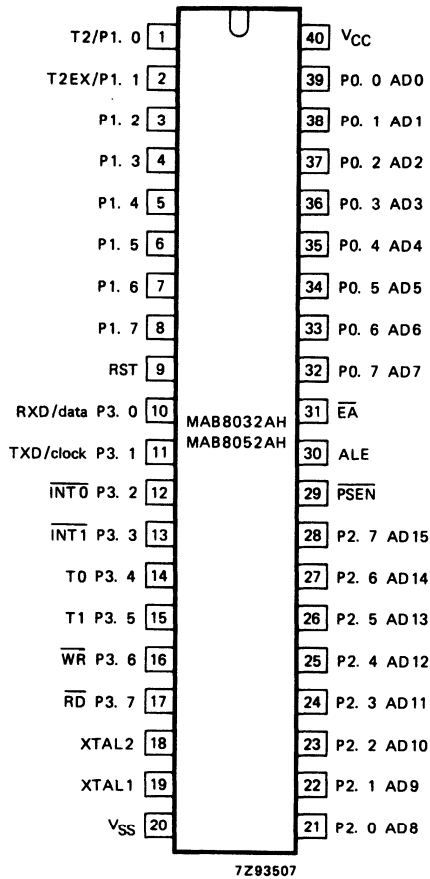 T2/P1. 0 1 40 VCC
T2EX/P1. 1 2 39 P0. 0 AD0
P1. 2 3 38 P0. 1 AD1
P1. 3 4 37 P0. 2 AD2
P1. 4 5 36 P0. 3 AD3
P1. 5 6 35 P0. 4 AD4
P1. 6 7 34 P0. 5 AD5
P1. 7 8 33 P0. 6 AD6
RST 9 32 P0. 7 AD7
RXD/data P3. 0 10 31 E̅A̅
MAB8032AH
TXD/clock P3. 1 11 MAB8052AH 30 ALE
I̅N̅T̅0̅ P3. 2 12 29 P̅S̅E̅N̅
I̅N̅T̅1̅ P3. 3 13 28 P2. 7 AD15
T0 P3. 4 14 27 P2. 6 AD14
T1 P3. 5 15 26 P2. 5 AD13
W̅R̅ P3. 6 16 25 P2. 4 AD12
R̅D̅ P3. 7 17 24 P2. 3 AD11
XTAL2 18 23 P2. 2 AD10
XTAL1 19 22 P2. 1 AD9
VSS 20 21 P2. 0 AD8
7Z93507